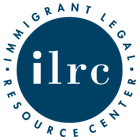 IMMIGRANT LEGAL
ilrc
RESOURCE CENTER